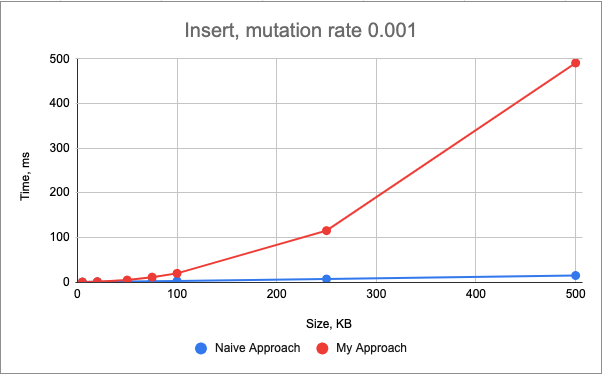 Insert, mutation rate 0.001
Time, ms
500
400
300
200
100
0
0 100 200 300 400 500
Size, KB
Naive Approach My Approach